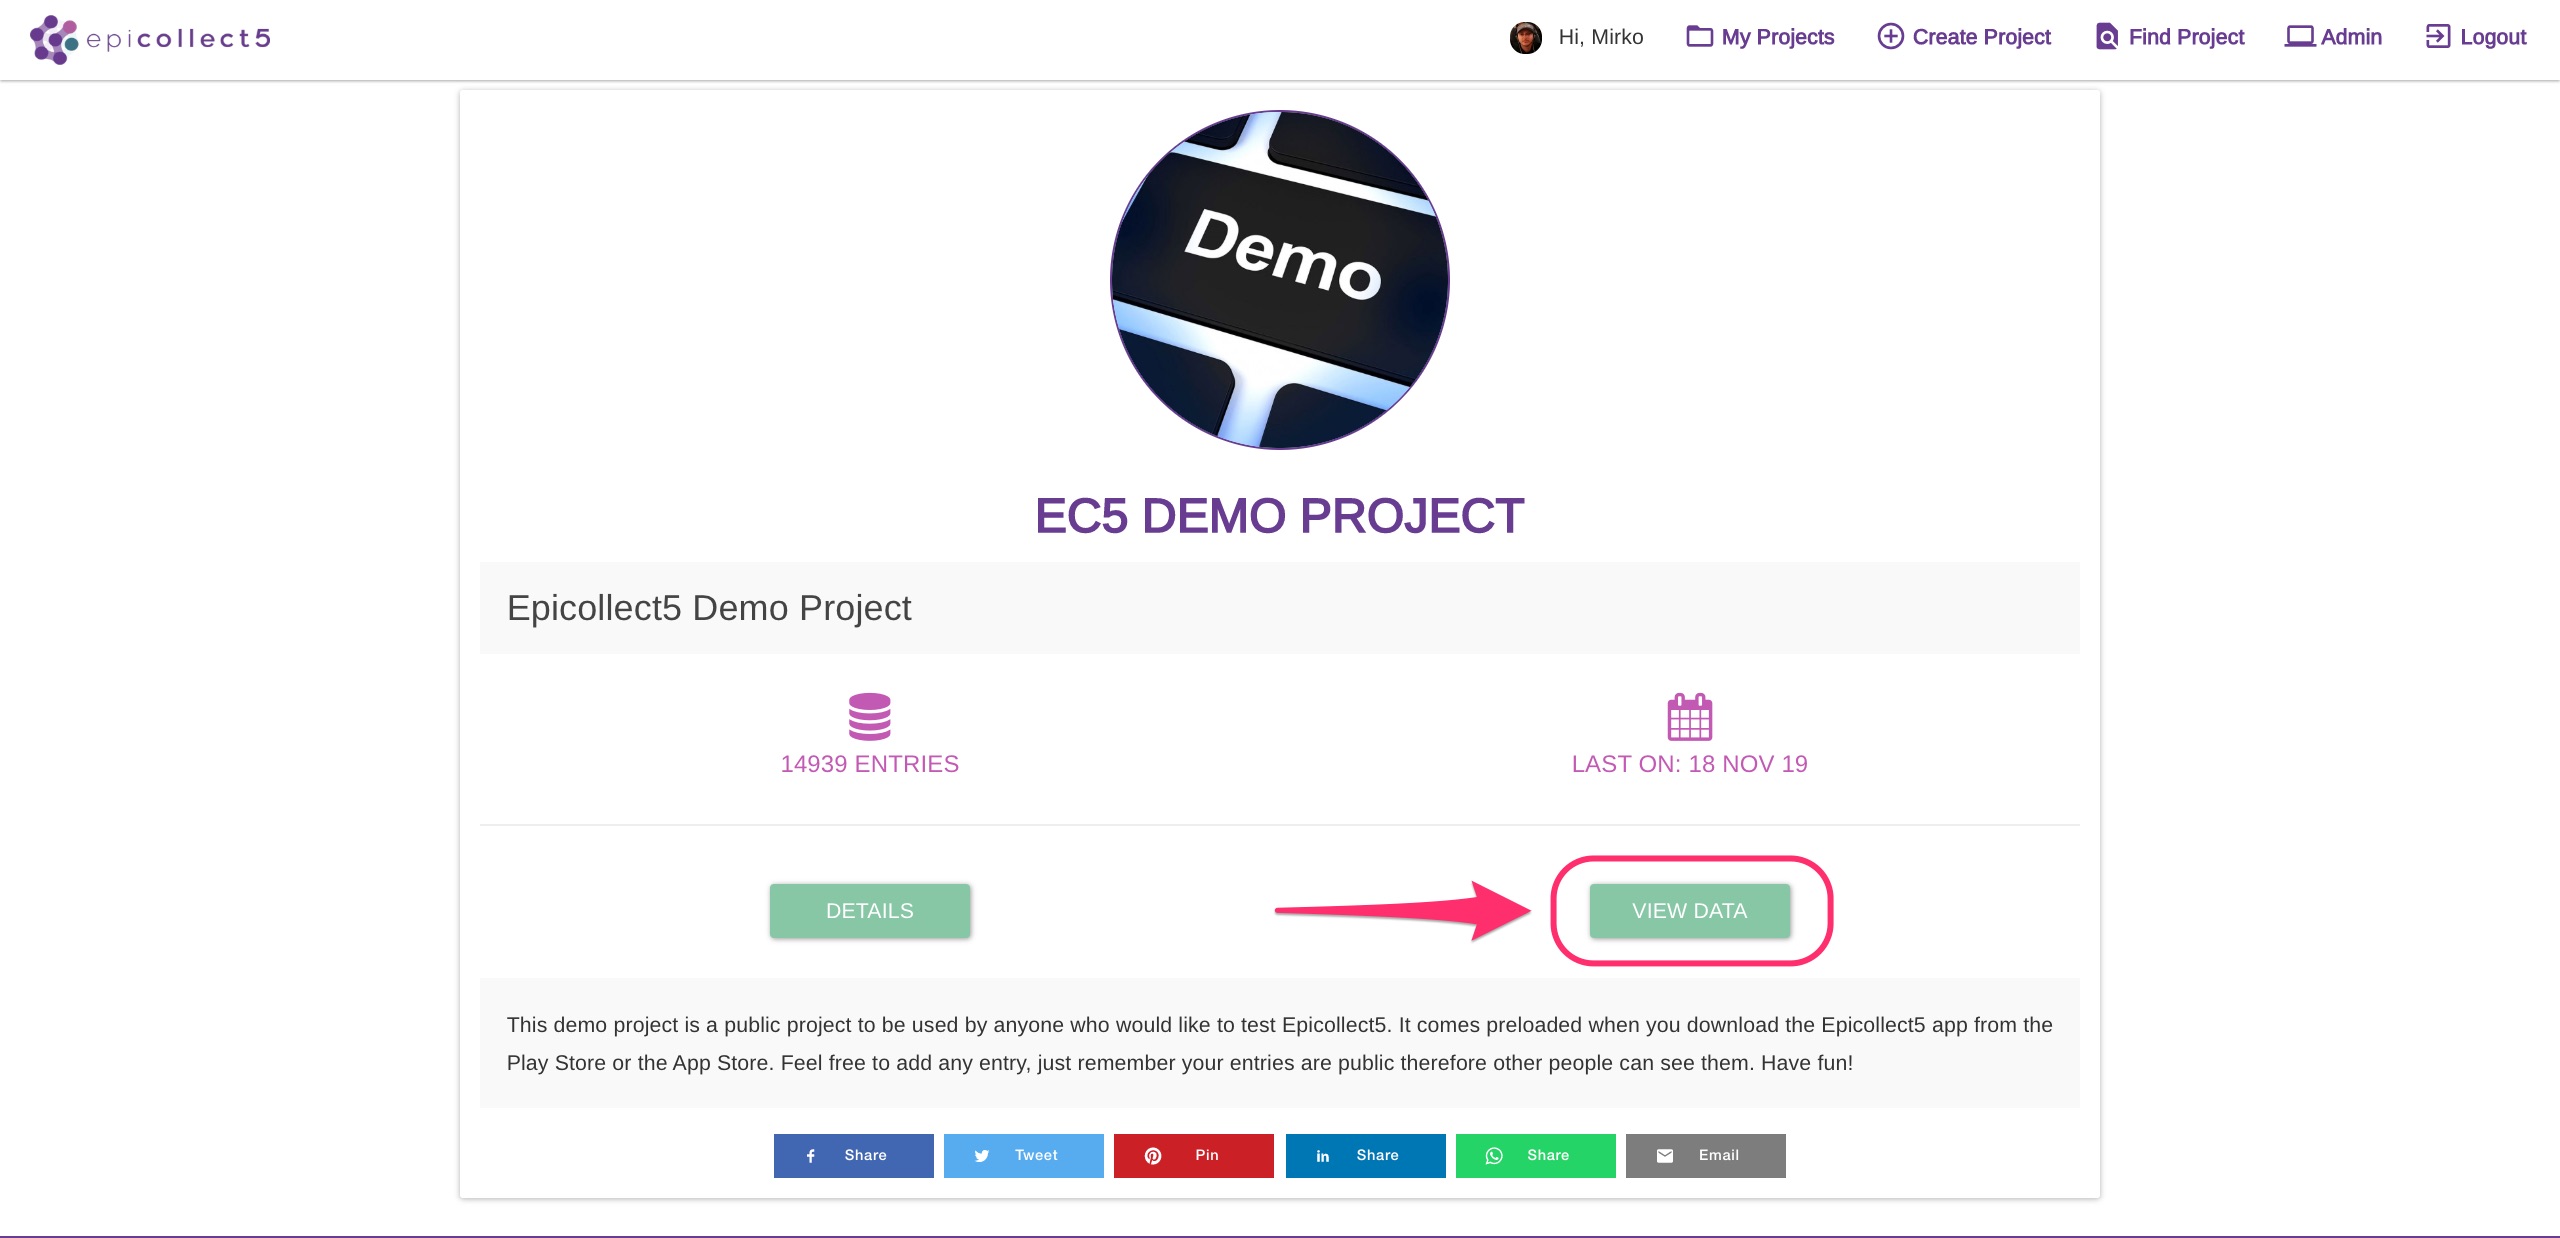 epicollect5
Hi, Mirko
My Projects
Create Project
Find Project
Admin
Logout
Demo
EC5 DEMO PROJECT
Epicollect5 Demo Project
14939 ENTRIES
LAST ON: 18 NOV 19
DETAILS
VIEW DATA
This demo project is a public project to be used by anyone who would like to test Epicollect5. It comes preloaded when you download the Epicollect5 app from the
Play Store or the App Store. Feel free to add any entry, just remember your entries are public therefore other people can see them. Have fun!
Share
Tweet
Pin
Share
Share
Email